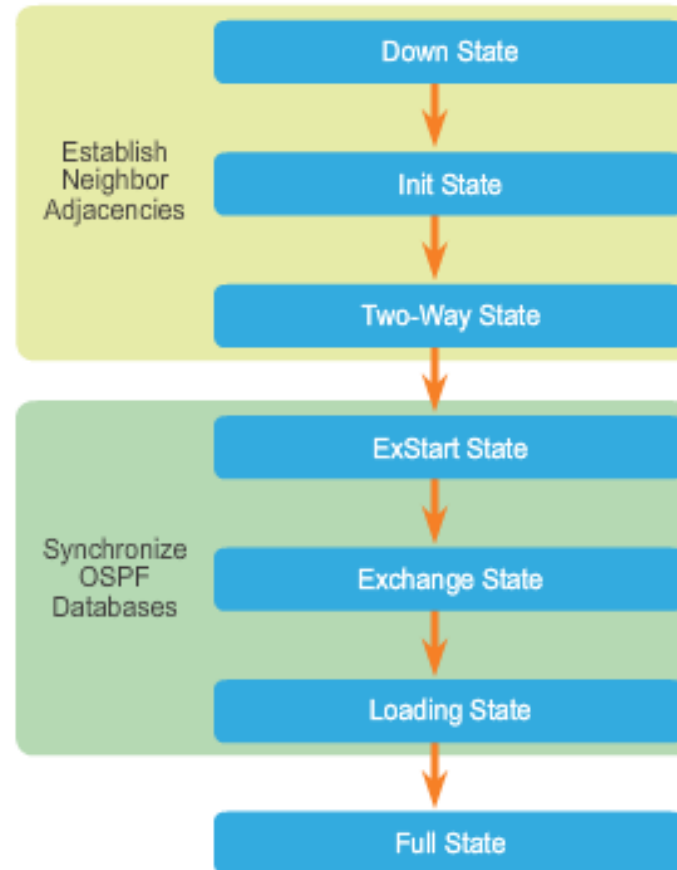 Down State
Establish
Neighbor
Adjacencies
Init State
Two-Way State
ExStart State
Synchronize
OSPF
Databases
Exchange State
Loading State
Full State